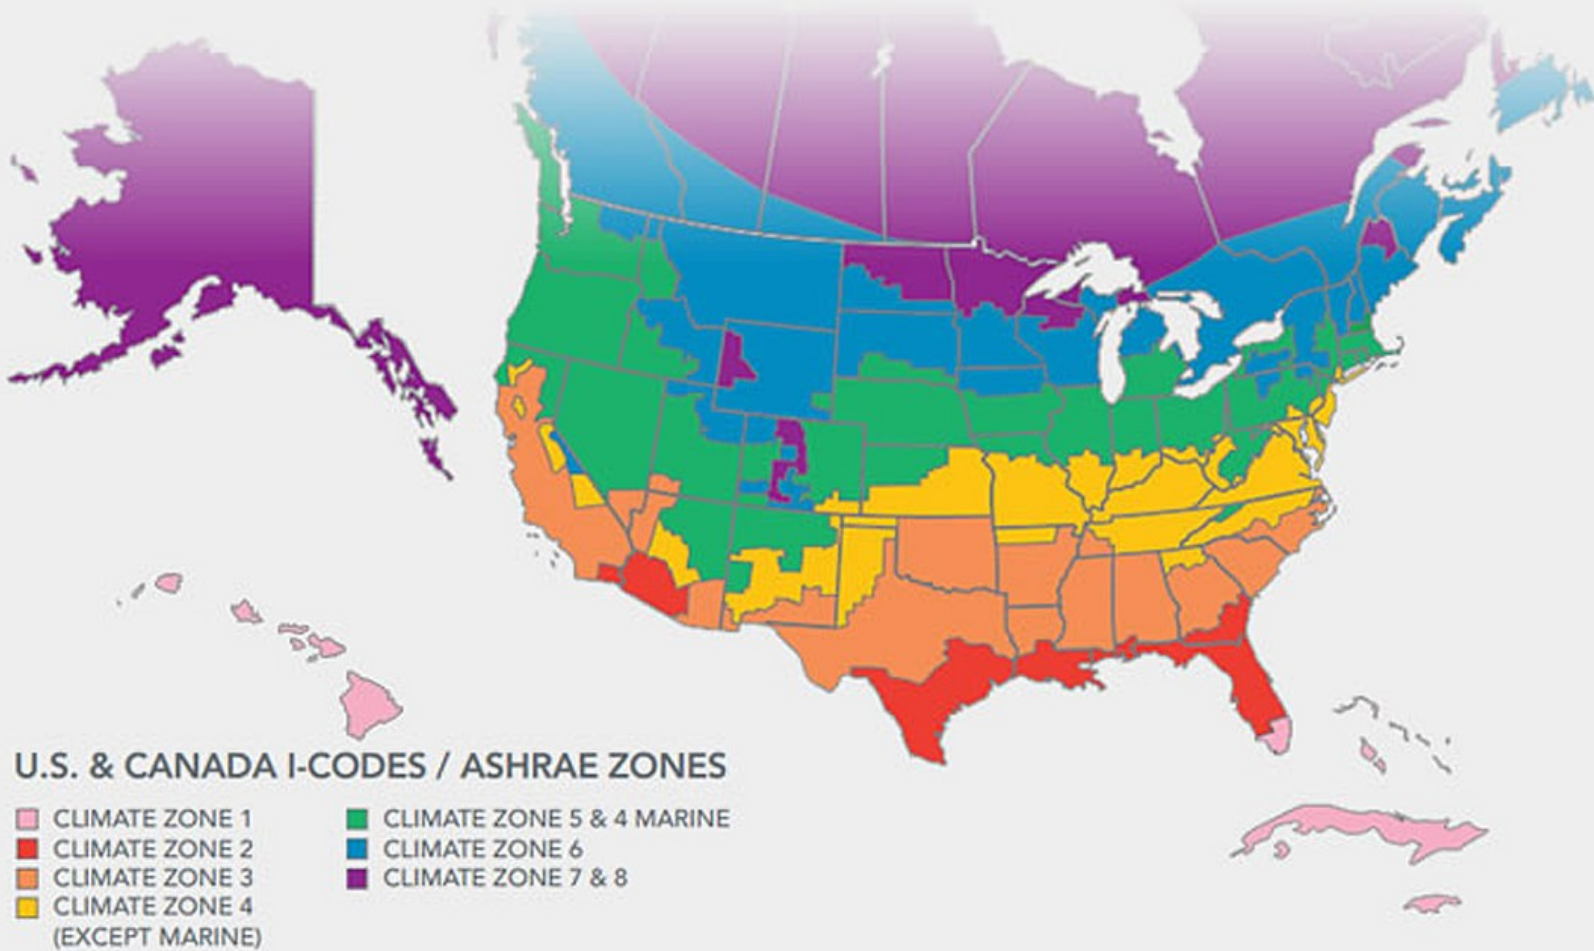 U.S. & CANADA I-CODES / ASHRAE ZONES
CLIMATE ZONE 1
CLIMATE ZONE 2
CLIMATE ZONE 3
CLIMATE ZONE 4
(EXCEPT MARINE)
CLIMATE ZONE 5 & 4 MARINE
CLIMATE ZONE 6
CLIMATE ZONE 7 & 8